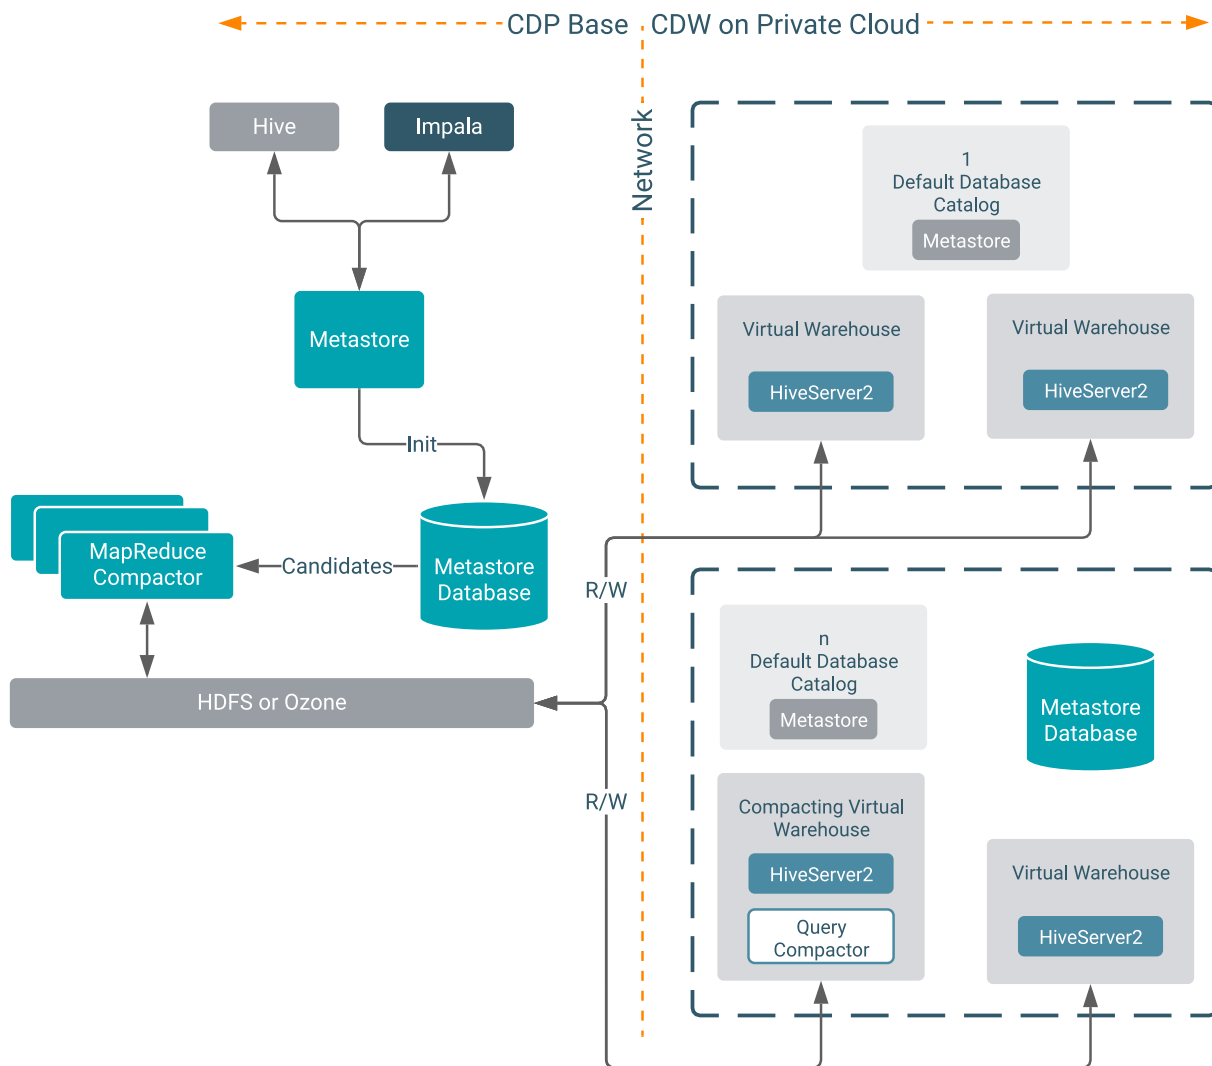 CDP Base
CDW on Private Cloud
Network
Hive
Impala
Metastore
Init
MapReduce
Compactor
Candidates
Metastore
Database
HDFS or Ozone
R/W
R/W
1
Default Database
Catalog
Metastore
Virtual Warehouse
HiveServer2
Virtual Warehouse
HiveServer2
n
Default Database
Catalog
Metastore
Metastore
Database
Compacting Virtual
Warehouse
HiveServer2
Query
Compactor
Virtual Warehouse
HiveServer2